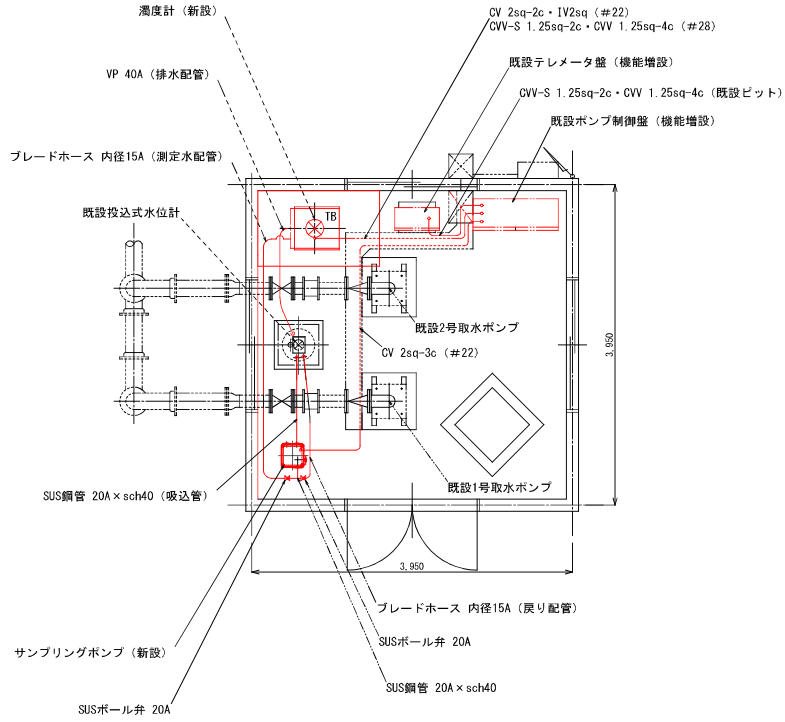 濁度計（新設）
CV 2sq-2c・IV2sq（＃22）
CVV-S 1.25sq-2c・CVV 1.25sq-4c（＃28）
VP 40A（排水配管）
既設テレメータ盤（機能増設）
CVV-S 1.25sq-2c・CVV 1.25sq-4c（既設ピット）
既設ポンプ制御盤（機能増設）
ブレードホース 内径15A（測定水配管）
既設投込式水位計
TB
既設2号取水ポンプ
CV 2sq-3c（＃22）
3,950
SUS鋼管 20A×sch40（吸込管）
既設1号取水ポンプ
3,950
ブレードホース 内径15A（戻り配管）
サンプリングポンプ（新設）
SUSボール弁 20A
SUS鋼管 20A×sch40
SUSボール弁 20A